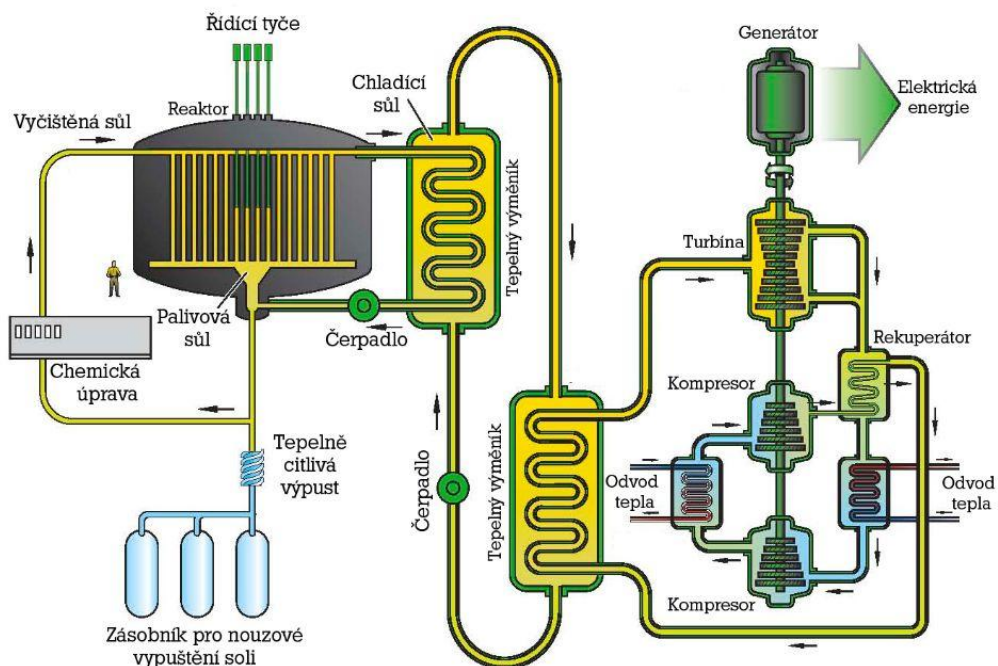 Řídící tyče
Reaktor
Vyčištěná sůl
Chladící
sůl
Tepelný výměník
Palivová
sůl
Čerpadlo
Chemická
úprava
Tepelně
citlivá
výpust
Zásobník pro nouzové
vypuštění soli
Čerpadlo
Tepelný výměník
Generátor
Elektrická
energie
Turbína
Rekuperátor
Kompresor
Odvod
tepla
Odvod
tepla
Kompresor